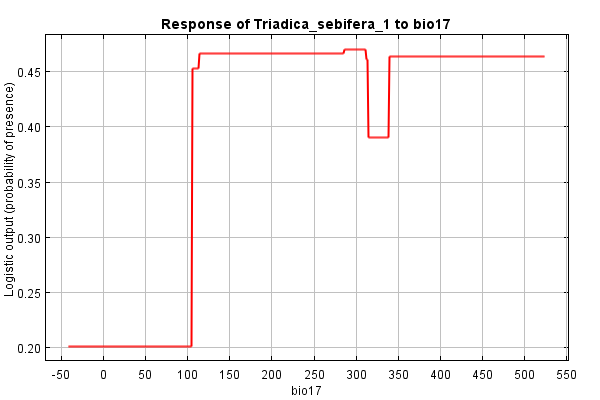 Response of Triadica_sebifera_1 to bio17
Logistic output (probability of presence)
0.45
0.40
0.35
0.30
0.25
0.20
-50 0 50 100 150 200 250 300 350 400 450 500 550
bio17